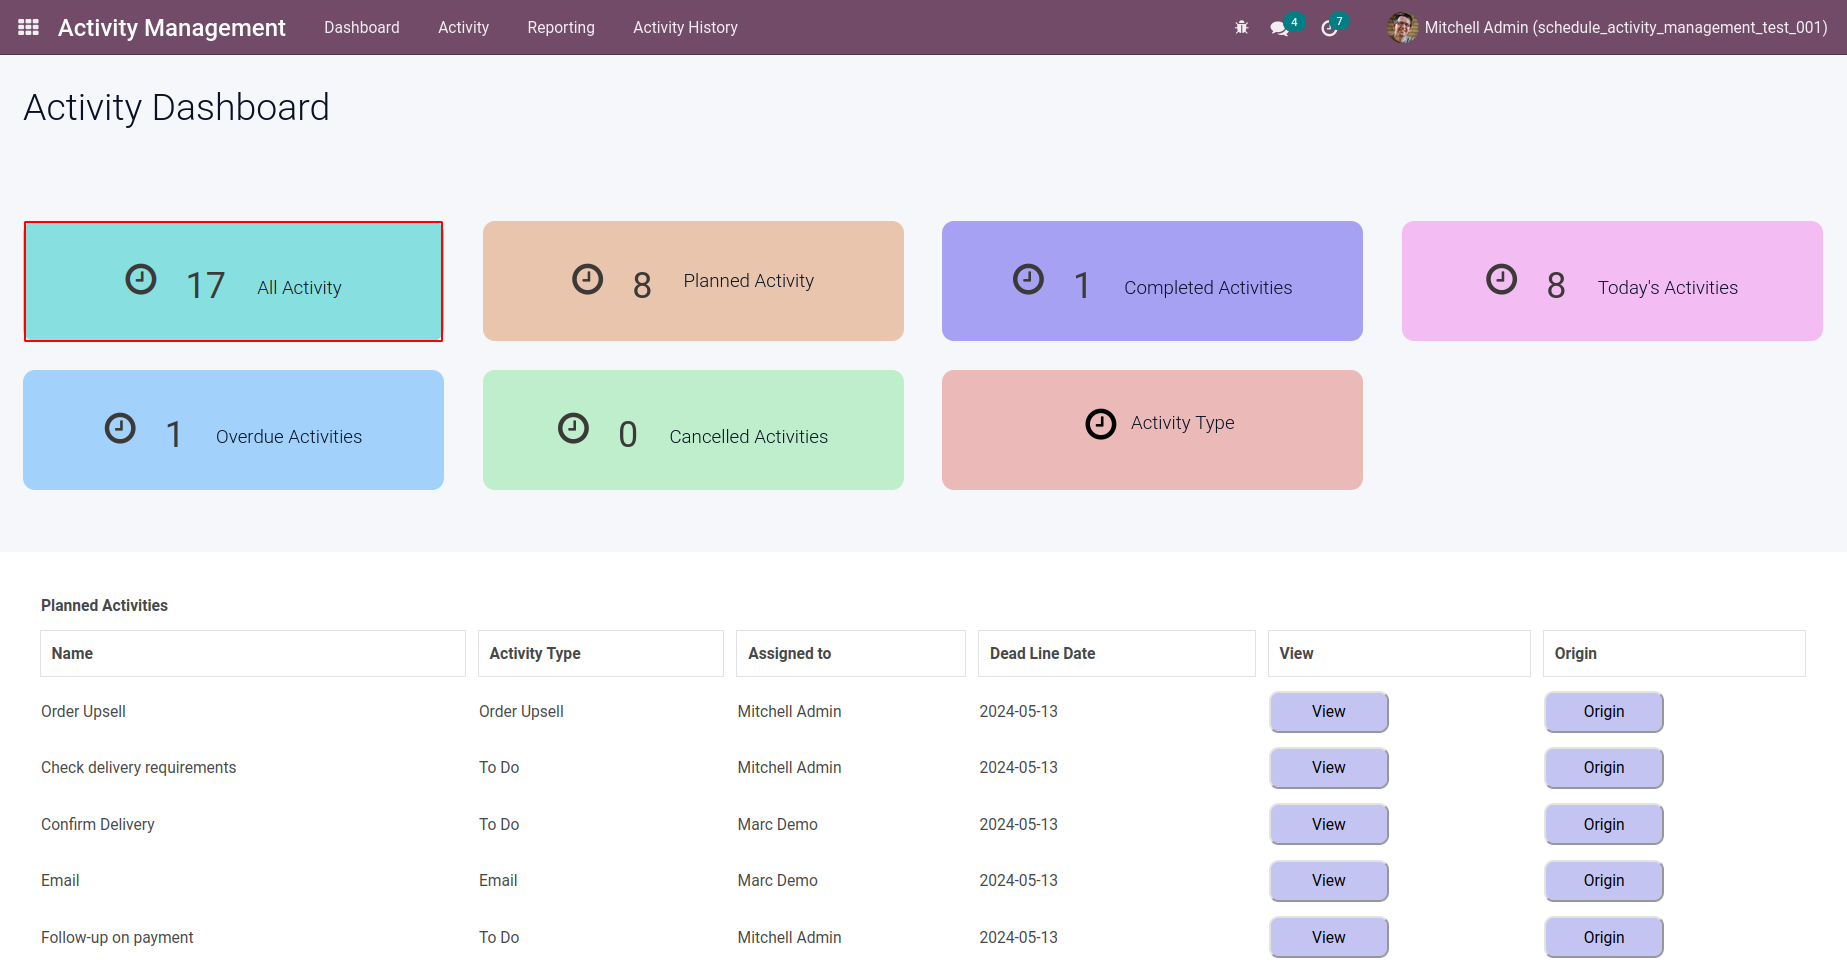 Activity Management Dashboard Activity Reporting Activity History 4 7 Mitchell Admin (schedule_activity_management_test_001)
Activity Dashboard
17 All Activity
8 Planned Activity
1 Completed Activities
8 Today's Activities
1 Overdue Activities
0 Cancelled Activities
Activity Type
Planned Activities
Name Activity Type Assigned to Dead Line Date View Origin
Order Upsell Order Upsell Mitchell Admin 2024-05-13 View Origin
Check delivery requirements To Do Mitchell Admin 2024-05-13 View Origin
Confirm Delivery To Do Marc Demo 2024-05-13 View Origin
Email Email Marc Demo 2024-05-13 View Origin
Follow-up on payment To Do Mitchell Admin 2024-05-13 View Origin